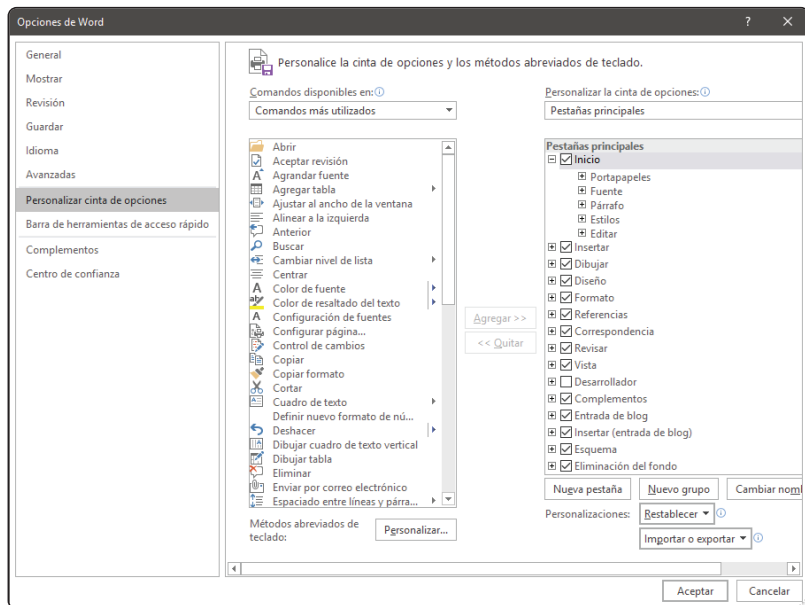 Opciones de Word
General
Mostrar
Revisión
Guardar
Idioma
Avanzadas
Personalizar cinta de opciones
Barra de herramientas de acceso rápido
Complementos
Centro de confianza
Personalice la cinta de opciones y los métodos abreviados de teclado.
Comandos disponibles en:
Comandos más utilizados
Abrir
Aceptar revisión
Agrandar fuente
Agregar tabla
Ajustar al ancho de la ventana
Alinear a la izquierda
Anterior
Buscar
Cambiar nivel de lista
Centrar
Color de fuente
Color de resaltado del texto
Configuración de fuentes
Configurar página...
Control de cambios
Copiar
Copiar formato
Cortar
Cuadro de texto
Definir nuevo formato de nú...
Deshacer
Dibujar cuadro de texto vertical
Dibujar tabla
Eliminar
Enviar por correo electrónico
Espaciado entre líneas y párra...
Métodos abreviados de
teclado:
Personalizar...
Agregar >>
<< Quitar
Personalizar la cinta de opciones:
Pestañas principales
Pestañas principales
Inicio
Portapapeles
Fuente
Párrafo
Estilos
Editar
Insertar
Dibujar
Diseño
Formato
Referencias
Correspondencia
Revisar
Vista
Desarrollador
Complementos
Entrada de blog
Insertar (entrada de blog)
Esquema
Eliminación del fondo
Nueva pestaña
Nuevo grupo
Cambiar nom
Personalizaciones:
Restablecer
Importar o exportar
Aceptar
Cancelar